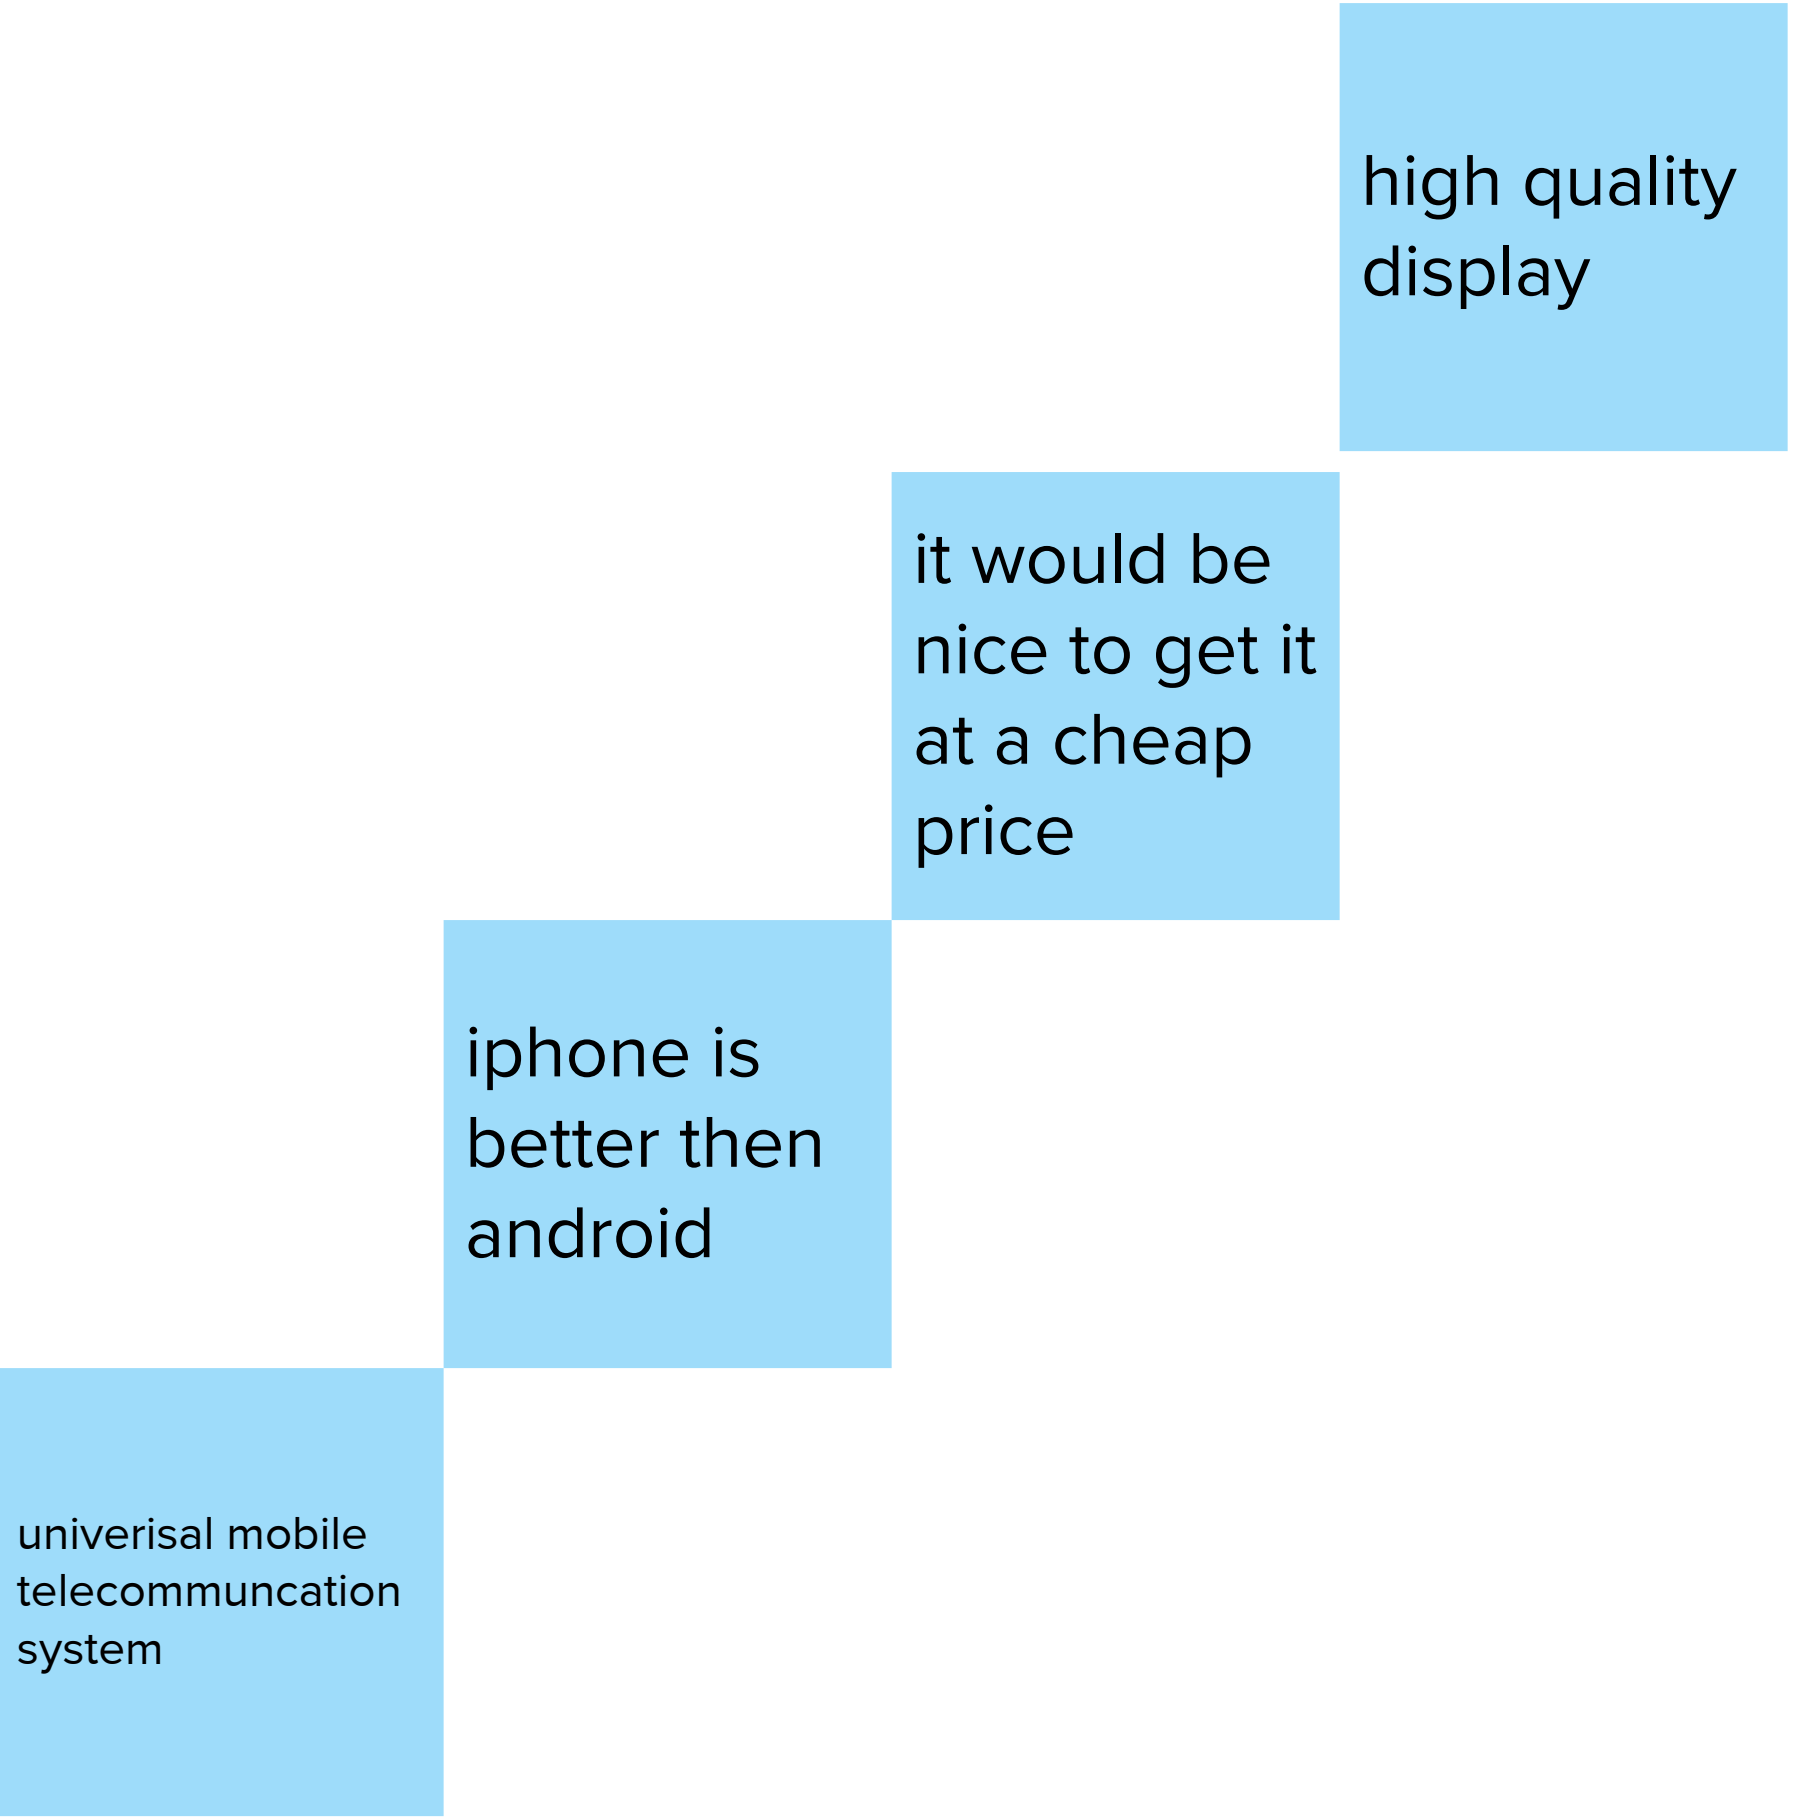 high quality
display
it would be
nice to get it
at a cheap
price
iphone is
better then
android
univerisal mobile
telecommuncation
system